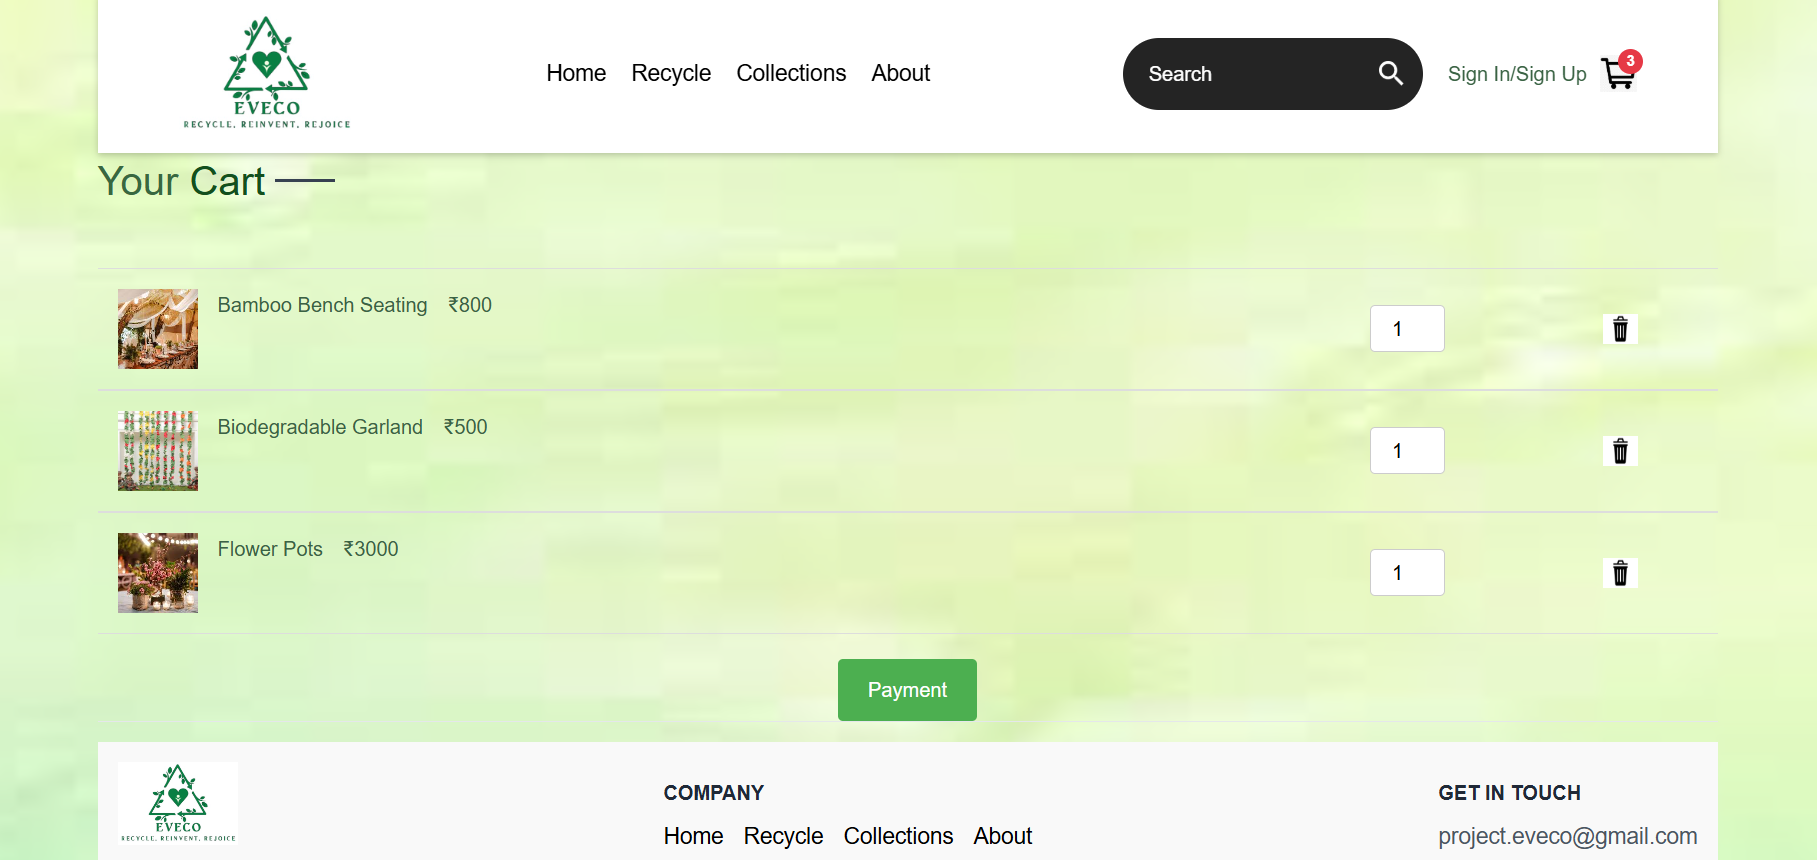 EVECO
RECYCLE. REINVENT. REJOICE
Home Recycle Collections About
Search
Sign In/Sign Up
3
Your Cart
Bamboo Bench Seating ₹800
1
Biodegradable Garland ₹500
1
Flower Pots ₹3000
1
Payment
EVECO
RECYCLE. REINVENT. REJOICE
COMPANY
Home Recycle Collections About
GET IN TOUCH
project.eveco@gmail.com